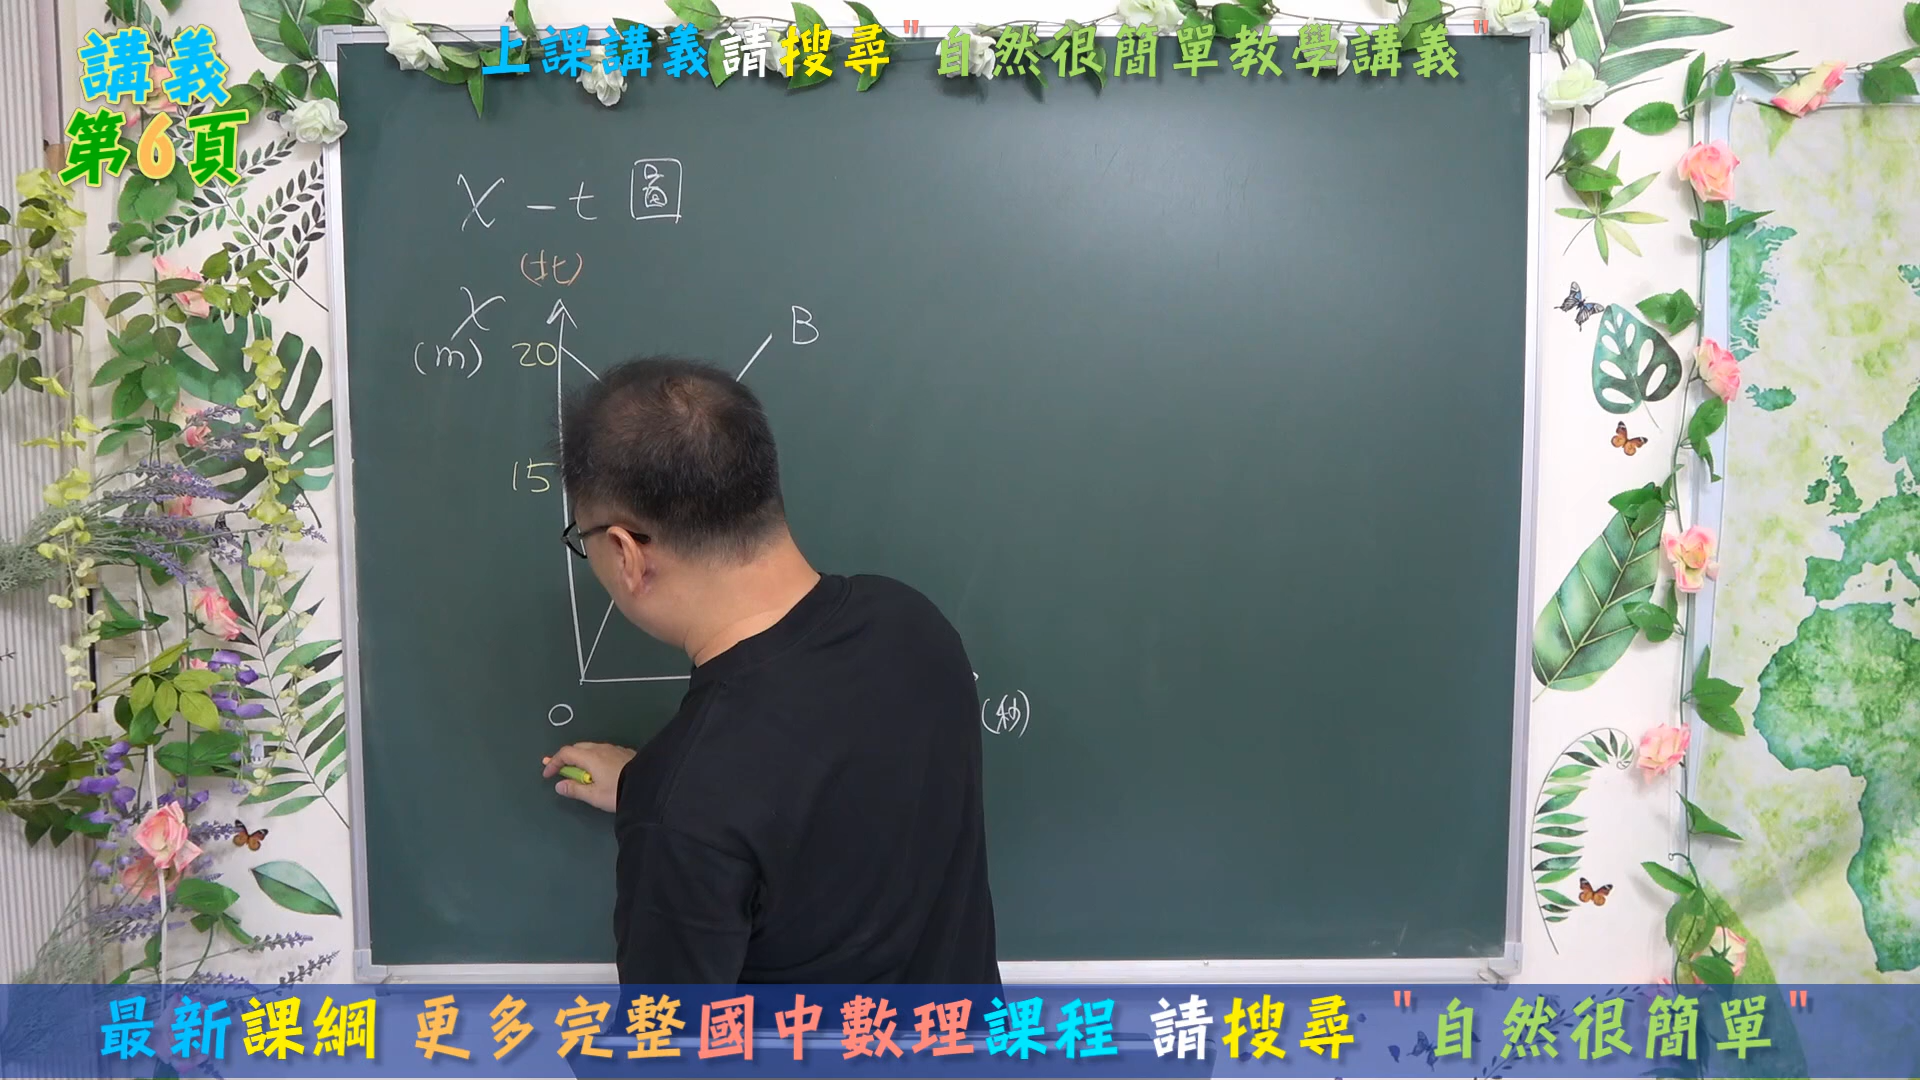 上課講義請搜尋"自然很簡單教學講義"
講義
第6頁
X - t 圖
(北)
X
(m)
20
B
15
0
(秒)
最新課綱 更多完整國中數理課程 請搜尋"自然很簡單"